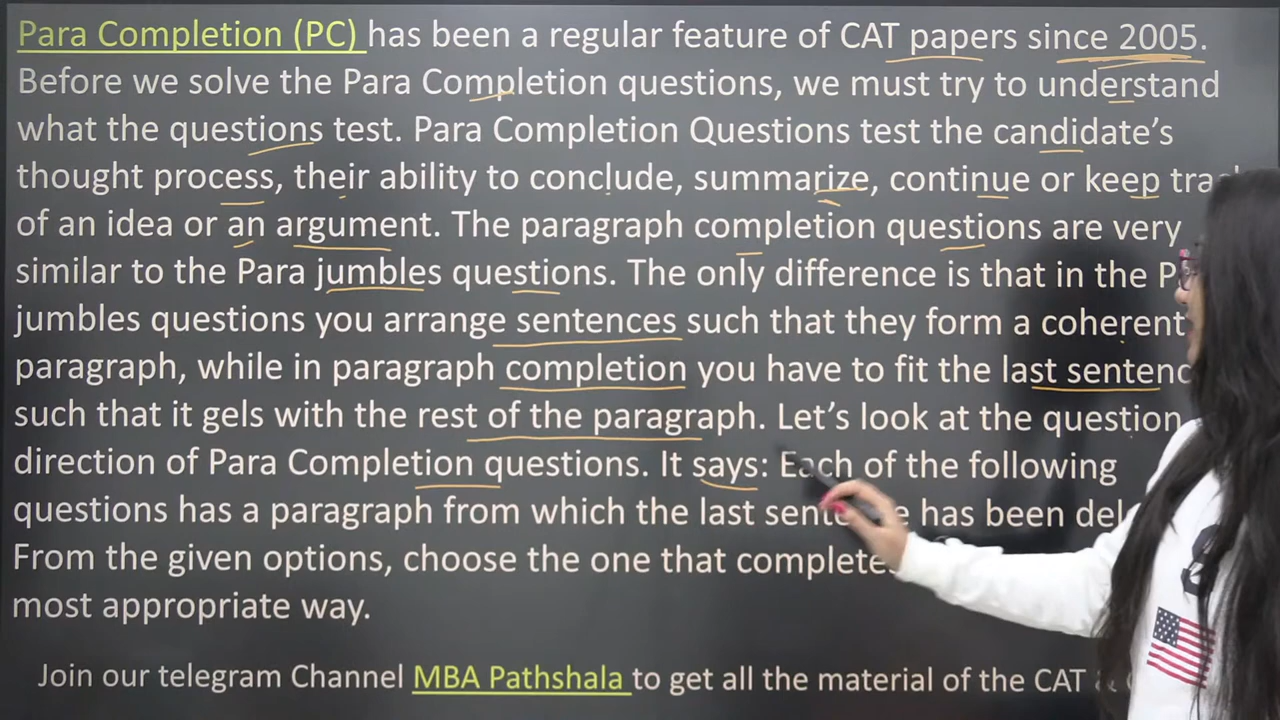 Para Completion (PC) has been a regular feature of CAT papers since 2005.
Before we solve the Para Completion questions, we must try to understand
what the questions test. Para Completion Questions test the candidate’s
thought process, their ability to conclude, summarize, continue or keep
of an idea or an argument. The paragraph completion questions are very
similar to the Para jumbles questions. The only difference is that in the
jumbles questions you arrange sentences such that they form a coherent
paragraph, while in paragraph completion you have to fit the last
such that it gels with the rest of the paragraph. Let’s look at the question
direction of Para Completion questions. It says: Each of the following
questions has a paragraph from which the last has been
From the given options, choose the one that
most appropriate way.
Join our telegram Channel MBA Pathshala to get all the material of the CAT